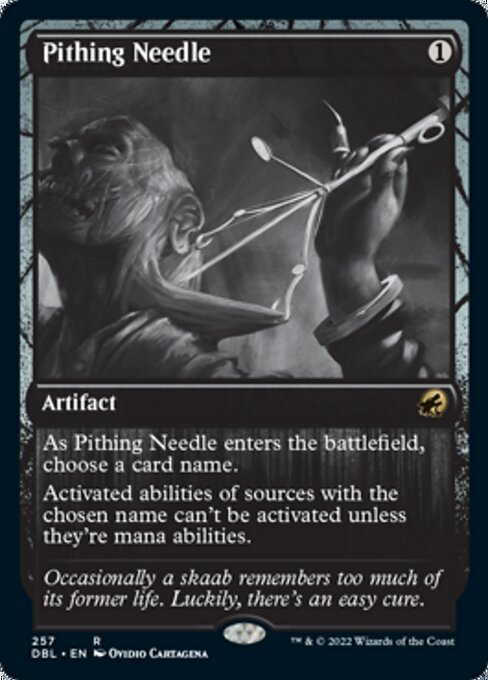 Pithing Needle 1
Artifact
As Pithing Needle enters the battlefield,
choose a card name.
Activated abilities of sources with the
chosen name can't be activated unless
they're mana abilities.
Occasionally a skaab remembers too much of
its former life. Luckily, there's an easy cure.
257 R
DBL • EN Ovidio Cartagena
™ & © 2022 Wizards of the Coast